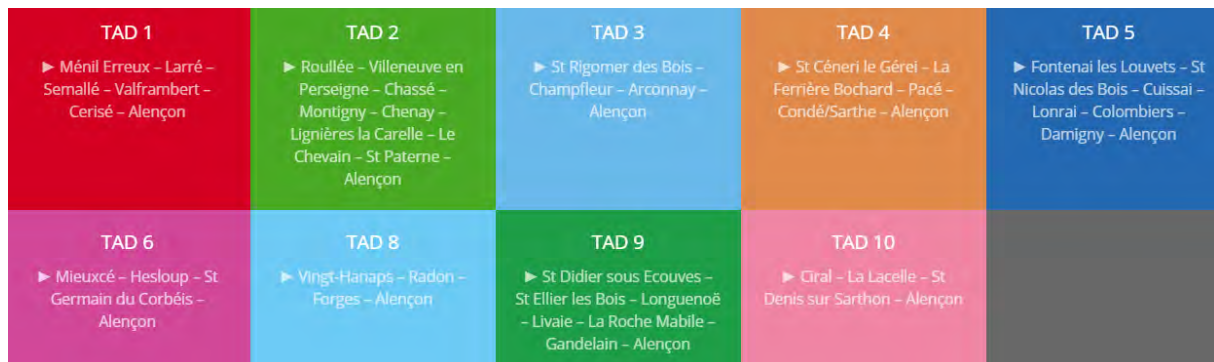 TAD 1
► Ménil Erreux – Larré –
Semallé – Valframbert –
Cerisé – Alençon
TAD 2
► Roullée – Villeneuve en
Perseigne – Chassé –
Montigny – Chenay –
Lignières la Carelle – Le
Chevain – St Paterne –
Alençon
TAD 3
► St Rigomer des Bois –
Champfleur – Arconnay –
Alençon
TAD 4
► St Céneri le Gérei – La
Ferrière Bochard – Pacé –
Condé/Sarthe – Alençon
TAD 5
► Fontenai les Louvets – St
Nicolas des Bois – Cuissai –
Lonrai – Colombiers –
Damigny – Alençon
TAD 6
► Mieuxcé – Hesloup – St
Germain du Corbéis –
Alençon
TAD 8
► Vingt-Hanaps – Radon –
Forges – Alençon
TAD 9
► St Didier sous Ecouves –
St Ellier les Bois – Longuenoë
– Livaie – La Roche Mabile –
Gandelain – Alençon
TAD 10
► Ciral – La Lacelle – St
Denis sur Sarthon – Alençon